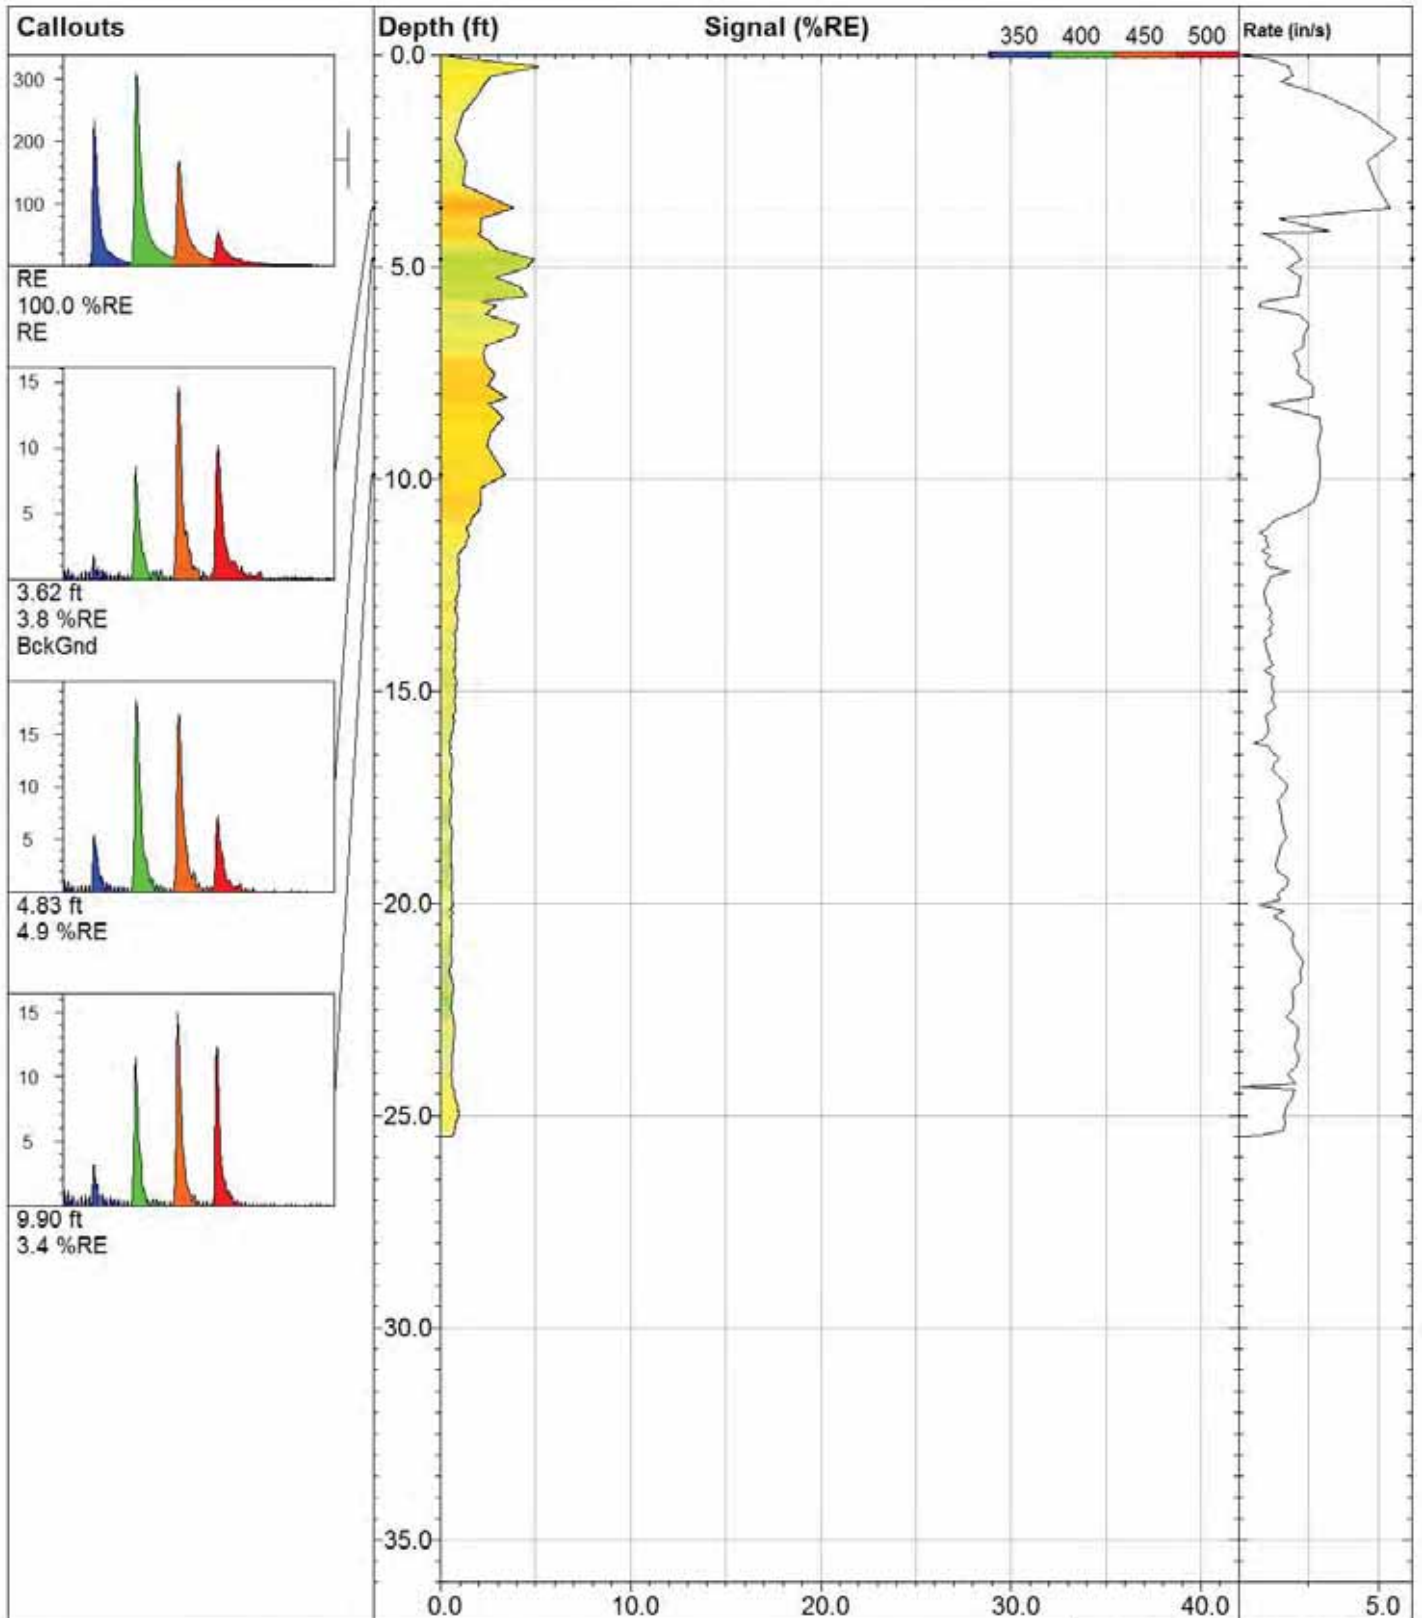 Callouts
Depth (ft)
Signal (%RE)
350 400 450 500
Rate (in/s)
300
200
100
RE
100.0 %RE
RE
15
10
5
3.62 ft
3.8 %RE
BckGnd
15
10
5
4.83 ft
4.9 %RE
15
10
5
9.90 ft
3.4 %RE
0.0
5.0
10.0
15.0
20.0
25.0
30.0
35.0
0.0 10.0 20.0 30.0 40.0
5.0